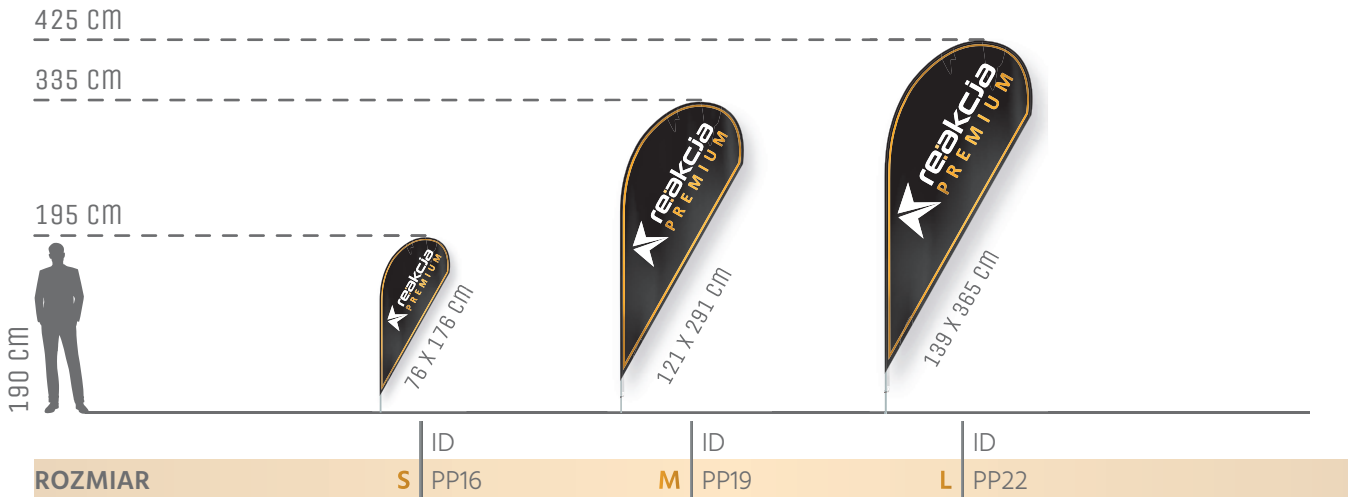 425 cm
335 cm
195 cm
190 cm
reakcja
PREMIUM
76 X 176 cm
reakcja
PREMIUM
121 X 291 cm
reakcja
PREMIUM
139 X 365 cm
ID ID ID
ROZMIAR S PP16 M PP19 L PP22